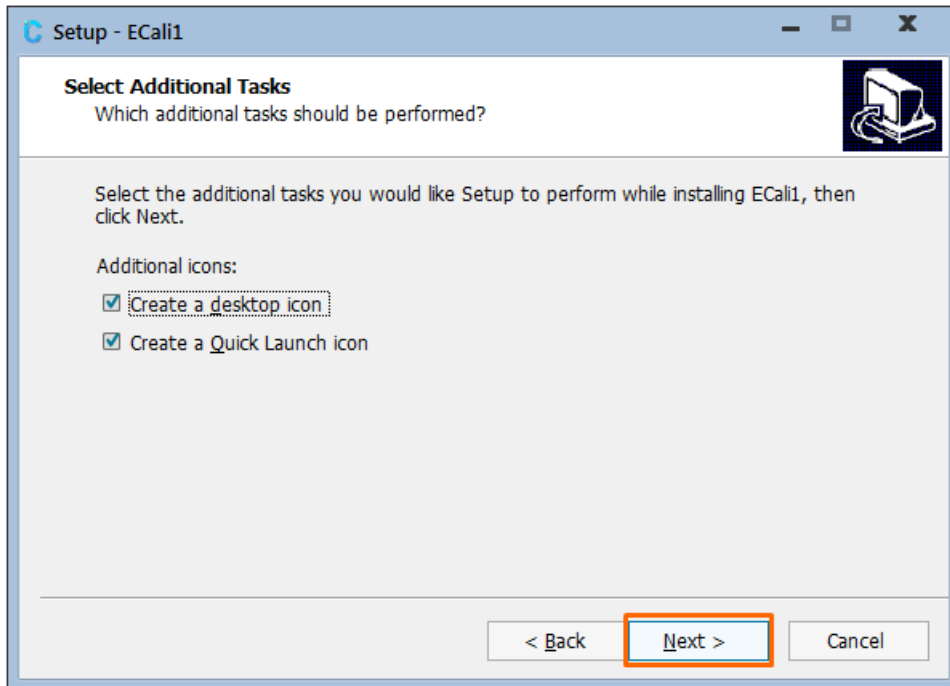 Setup - ECali1
Select Additional Tasks
Which additional tasks should be performed?
Select the additional tasks you would like Setup to perform while installing ECali1, then
click Next.
Additional icons:
Create a desktop icon
Create a Quick Launch icon
< Back
Next >
Cancel